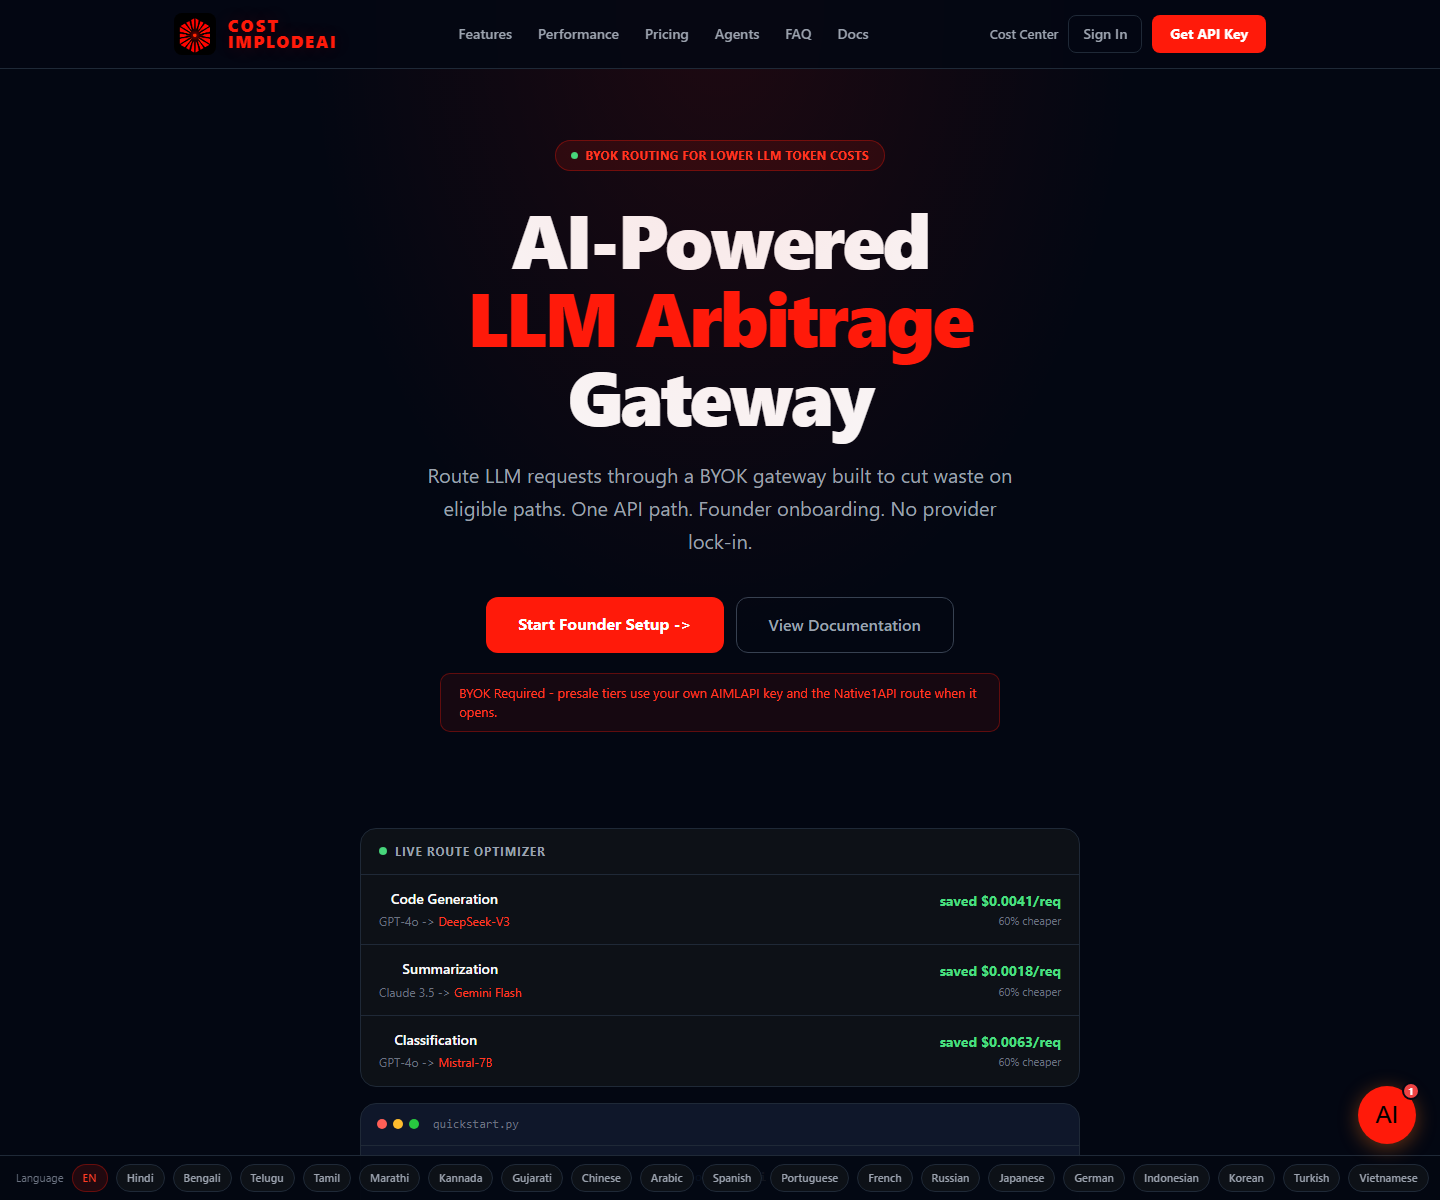 COST
IMPLODEAI
Features Performance Pricing Agents FAQ Docs
Cost Center Sign In Get API Key
BYOK ROUTING FOR LOWER LLM TOKEN COSTS
AI-Powered
LLM Arbitrage
Gateway
Route LLM requests through a BYOK gateway built to cut waste on
eligible paths. One API path. Founder onboarding. No provider
lock-in.
Start Founder Setup -> View Documentation
BYOK Required - presale tiers use your own AIMLAPI key and the Native1API route when it
opens.
LIVE ROUTE OPTIMIZER
Code Generation saved $0.0041/req
GPT-4o -> DeepSeek-V3 60% cheaper
Summarization saved $0.0018/req
Claude 3.5 -> Gemini Flash 60% cheaper
Classification saved $0.0063/req
GPT-4o -> Mistral-7B 60% cheaper
1
AI
quickstart.py
Language EN Hindi Bengali Telugu Tamil Marathi Kannada Gujarati Chinese Arabic Spanish Portuguese French Russian Japanese German Indonesian Korean Turkish Vietnamese